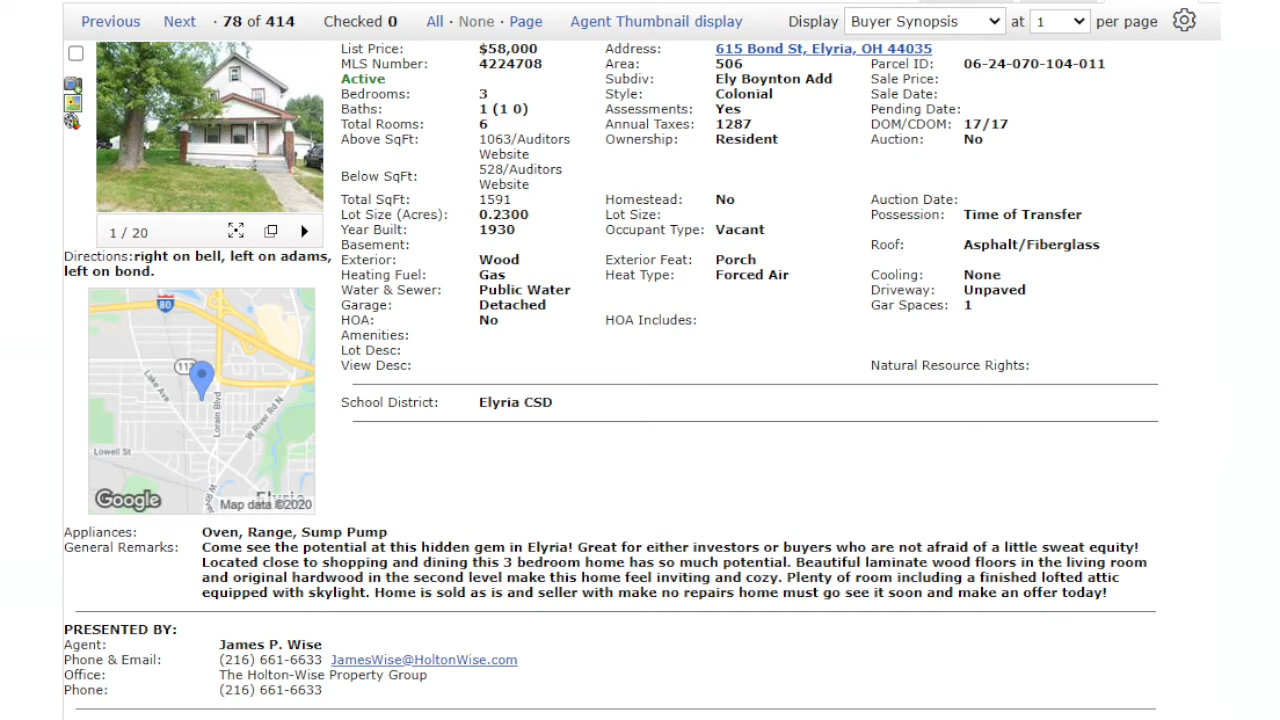 Previous Next · 78 of 414 Checked 0 All · None · Page Agent Thumbnail display Display Buyer Synopsis at 1 per page
List Price: $58,000 Address: 615 Bond St, Elyria, OH 44035
MLS Number: 4224708 Area: 506 Parcel ID: 06-24-070-104-011
Active Subdiv: Ely Boynton Add Sale Price:
Bedrooms: 3 Style: Colonial Sale Date:
Baths: 1 (1 0) Assessments: Yes Pending Date:
Total Rooms: 6 Annual Taxes: 1287 DOM/CDOM: 17/17
Above SqFt: 1063/Auditors Website Ownership: Resident Auction: No
Below SqFt: 528/Auditors Website
Total SqFt: 1591 Homestead: No Auction Date:
Lot Size (Acres): 0.2300 Lot Size: Possession: Time of Transfer
Year Built: 1930 Occupant Type: Vacant
1 / 20
Basement: Roof: Asphalt/Fiberglass
Directions:right on bell, left on adams,
left on bond.
Exterior: Wood Exterior Feat: Porch
Heating Fuel: Gas Heat Type: Forced Air Cooling: None
Water & Sewer: Public Water Driveway: Unpaved
Garage: Detached Gar Spaces: 1
HOA: No HOA Includes:
Amenities:
Lot Desc:
View Desc: Natural Resource Rights:
School District: Elyria CSD
80
113
Lake Ave
Lorain Blvd
W River Rd N
Lowell St
W River
Elyria
Google Map data ©2020
Appliances: Oven, Range, Sump Pump
General Remarks: Come see the potential at this hidden gem in Elyria! Great for either investors or buyers who are not afraid of a little sweat equity!
Located close to shopping and dining this 3 bedroom home has so much potential. Beautiful laminate wood floors in the living room
and original hardwood in the second level make this home feel inviting and cozy. Plenty of room including a finished lofted attic
equipped with skylight. Home is sold as is and seller with make no repairs home must go see it soon and make an offer today!
PRESENTED BY:
Agent: James P. Wise
Phone & Email: (216) 661-6633 JamesWise@HoltonWise.com
Office: The Holton-Wise Property Group
Phone: (216) 661-6633